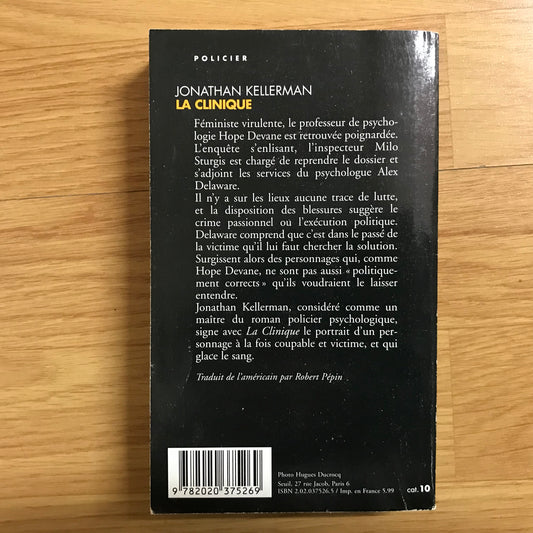 POLICIER
JONATHAN KELLERMAN
LA CLINIQUE
Féministe virulente, le professeur de psycho-
logie Hope Devane est retrouvée poignardée.
L'enquête s'enlisant, l'inspecteur Milo
Sturgis est chargé de reprendre le dossier et
s'adjoint les services du psychologue Alex
Delaware.
Il n'y a sur les lieux aucune trace de lutte,
et la disposition des blessures suggère le
crime passionnel ou l'exécution politique.
Delaware comprend que c'est dans le passé de
la victime qu'il lui faut chercher la solution.
Surgissent alors des personnages qui, comme
Hope Devane, ne sont pas aussi « politique-
ment corrects » qu'ils voudraient le laisser
entendre.
Jonathan Kellerman, considéré comme un
maître du roman policier psychologique,
signe avec La Clinique le portrait d'un per-
sonnage à la fois coupable et victime, et qui
glace le sang.
Traduit de l'américain par Robert Pépin
9 782020 375269
Photo Hugues Ducrocq
Seuil, 27 rue Jacob, Paris 6
ISBN 2.02.037526.5 / Imp. en France 5.99
cat. 10